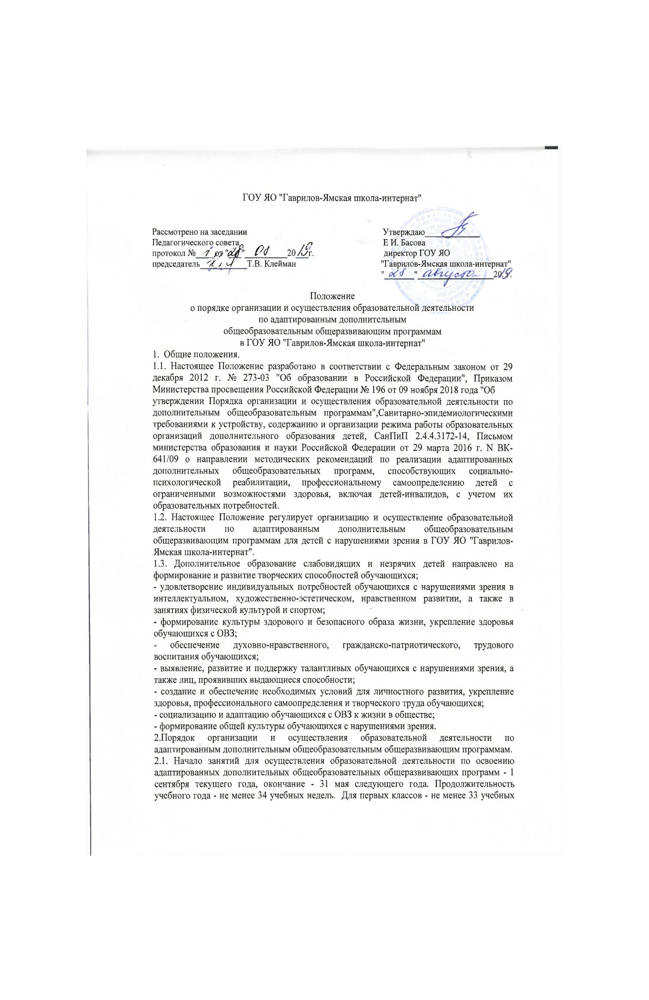 ГОУ ЯО "Гаврилов-Ямская школа-интернат"
Рассмотрено на заседании
Педагогического совета
протокол № 1 от "28" 08 2019г.
председатель Т.В. Клейман
Утверждаю
Е И. Басова
директор ГОУ ЯО
"Гаврилов-Ямская школа-интернат"
"28" августа 2019г.
Положение
о порядке организации и осуществления образовательной деятельности
по адаптированным дополнительным
общеобразовательным общеразвивающим программам
в ГОУ ЯО "Гаврилов-Ямская школа-интернат"
1. Общие положения.
1.1. Настоящее Положение разработано в соответствии с Федеральным законом от 29
декабря 2012 г. № 273-03 "Об образовании в Российской Федерации", Приказом
Министерства просвещения Российской Федерации № 196 от 09 ноября 2018 года "Об
утверждении Порядка организации и осуществления образовательной деятельности по
дополнительным общеобразовательным программам",Санитарно-эпидемиологическими
требованиями к устройству, содержанию и организации режима работы образовательных
организаций дополнительного образования детей, СанПиП 2.4.4.3172-14, Письмом
министерства образования и науки Российской Федерации от 29 марта 2016 г. N ВК-
641/09 о направлении методических рекомендаций по реализации адаптированных
дополнительных общеобразовательных программ, способствующих социально-
психологической реабилитации, профессиональному самоопределению детей с
ограниченными возможностями здоровья, включая детей-инвалидов, с учетом их
образовательных потребностей.
1.2. Настоящее Положение регулирует организацию и осуществление образовательной
деятельности по адаптированным дополнительным общеобразовательным
общеразвивающим программам для детей с нарушениями зрения в ГОУ ЯО "Гаврилов-
Ямская школа-интернат".
1.3. Дополнительное образование слабовидящих и незрячих детей направлено на
формирование и развитие творческих способностей обучающихся;
- удовлетворение индивидуальных потребностей обучающихся с нарушениями зрения в
интеллектуальном, художественно-эстетическом, нравственном развитии, а также в
занятиях физической культурой и спортом;
- формирование культуры здорового и безопасного образа жизни, укрепление здоровья
обучающихся с ОВЗ;
- обеспечение духовно-нравственного, гражданско-патриотического, трудового
воспитания обучающихся;
- выявление, развитие и поддержку талантливых обучающихся с нарушениями зрения, а
также лиц, проявивших выдающиеся способности;
- создание и обеспечение необходимых условий для личностного развития, укрепление
здоровья, профессионального самоопределения и творческого труда обучающихся;
- социализацию и адаптацию обучающихся с ОВЗ к жизни в обществе;
- формирование общей культуры обучающихся с нарушениями зрения.
2.Порядок организации и осуществления образовательной деятельности по
адаптированным дополнительным общеобразовательным общеразвивающим программам.
2.1. Начало занятий для осуществления образовательной деятельности по освоению
адаптированных дополнительных общеобразовательных общеразвивающих программ - 1
сентября текущего года, окончание - 31 мая следующего года. Продолжительность
учебного года - не менее 34 учебных недель. Для первых классов - не менее 33 учебных